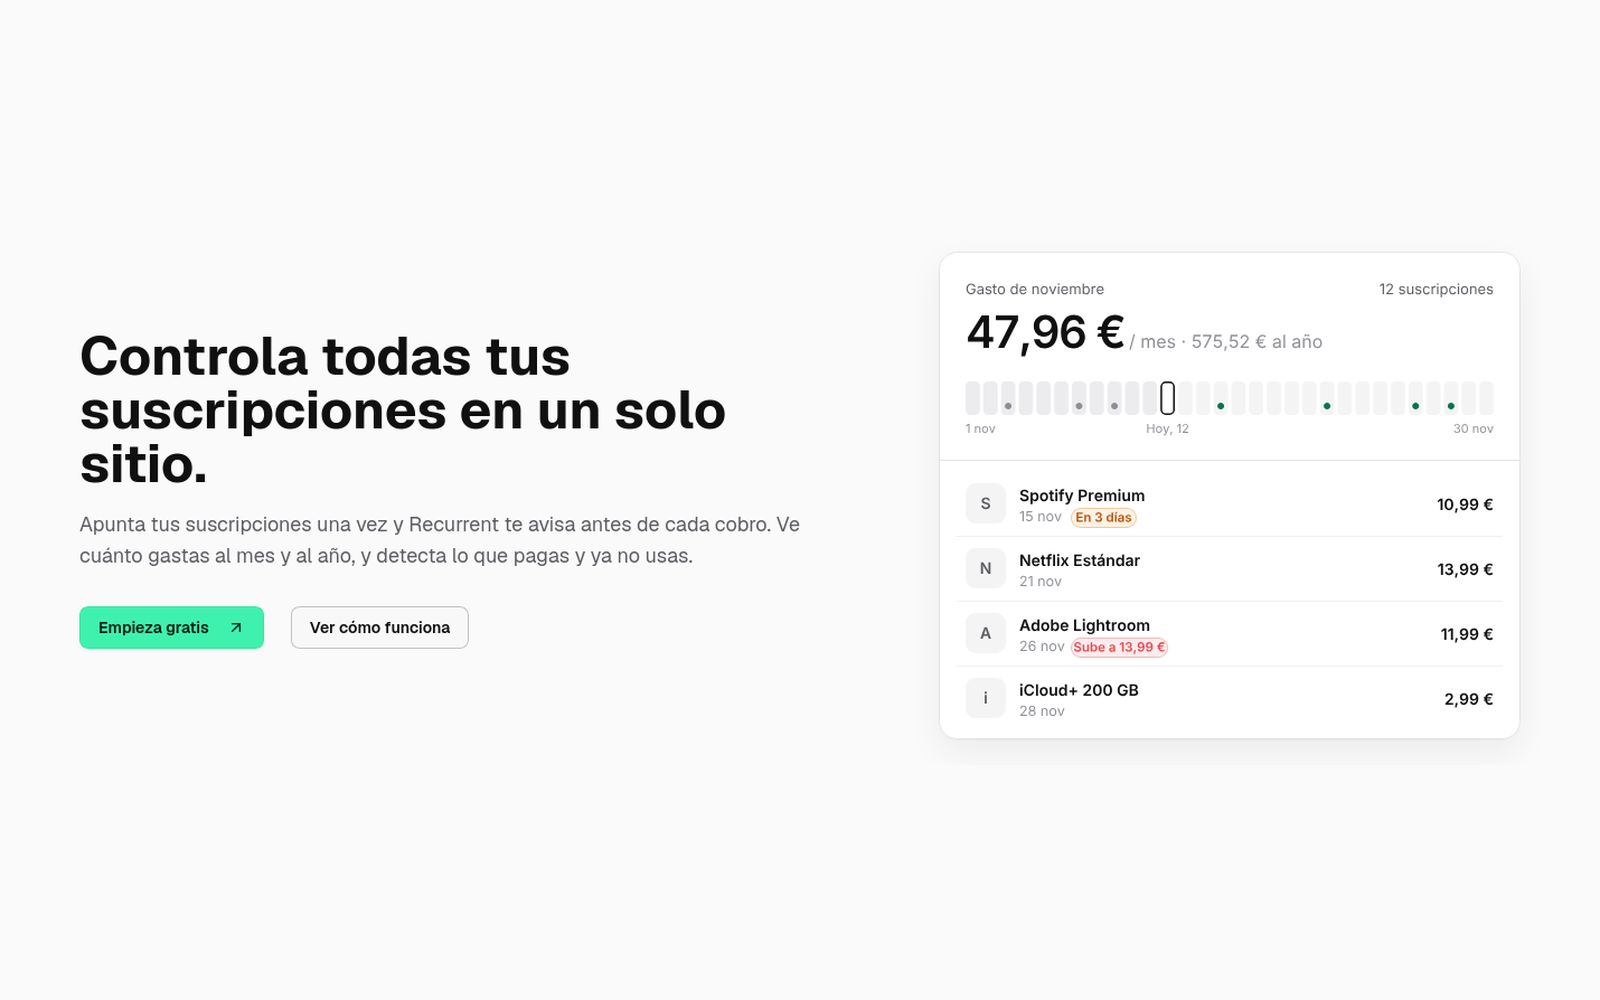 Controla todas tus
suscripciones en un solo
sitio.
Apunta tus suscripciones una vez y Recurrent te avisa antes de cada cobro. Ve
cuánto gastas al mes y al año, y detecta lo que pagas y ya no usas.
Empieza gratis
Ver cómo funciona
Gasto de noviembre
12 suscripciones
47,96 € / mes · 575,52 € al año
1 nov
Hoy, 12
30 nov
S
Spotify Premium
15 nov
En 3 días
10,99 €
N
Netflix Estándar
21 nov
13,99 €
A
Adobe Lightroom
26 nov
Sube a 13,99 €
11,99 €
i
iCloud+ 200 GB
28 nov
2,99 €